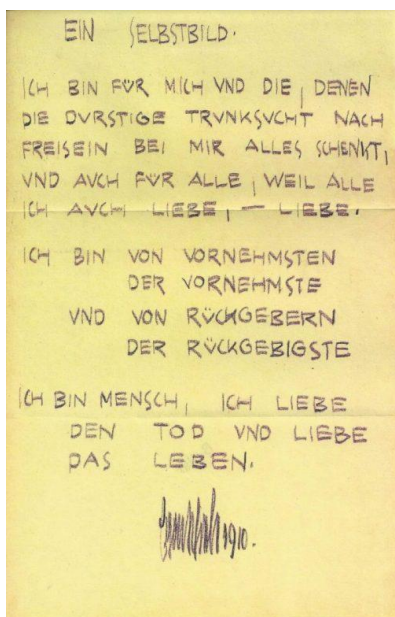 EIN SELBSTBILD.
ICH BIN FÜR MICH VND DIE, DENEN
DIE DVRSTIGE TRVNKSVCHT NACH
FREISEIN BEI MIR ALLES SCHENKT,
VND AVCH FÜR ALLE, WEIL ALLE
ICH AVCH LIEBE, — LIEBE.
ICH BIN VON VORNEHMSTEN
DER VORNEHMSTE
VND VON RÜCKGEBERN
DER RÜCKGEBIGSTE
ICH BIN MENSCH, ICH LIEBE
DEN TOD VND LIEBE
DAS LEBEN.
1910.